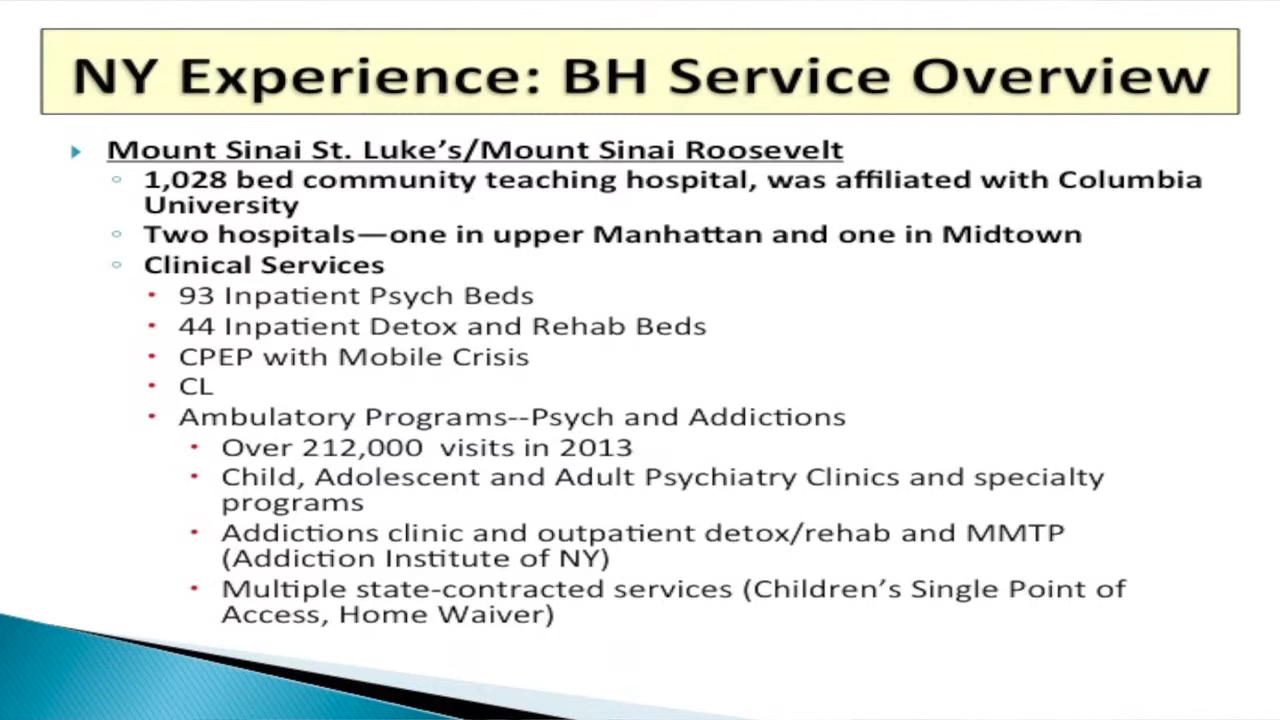 NY Experience: BH Service Overview
Mount Sinai St. Luke's/Mount Sinai Roosevelt
1,028 bed community teaching hospital, was affiliated with Columbia
University
Two hospitals—one in upper Manhattan and one in Midtown
Clinical Services
93 Inpatient Psych Beds
44 Inpatient Detox and Rehab Beds
CPEP with Mobile Crisis
CL
Ambulatory Programs--Psych and Addictions
Over 212,000 visits in 2013
Child, Adolescent and Adult Psychiatry Clinics and specialty
programs
Addictions clinic and outpatient detox/rehab and MMTP
(Addiction Institute of NY)
Multiple state-contracted services (Children's Single Point of
Access, Home Waiver)